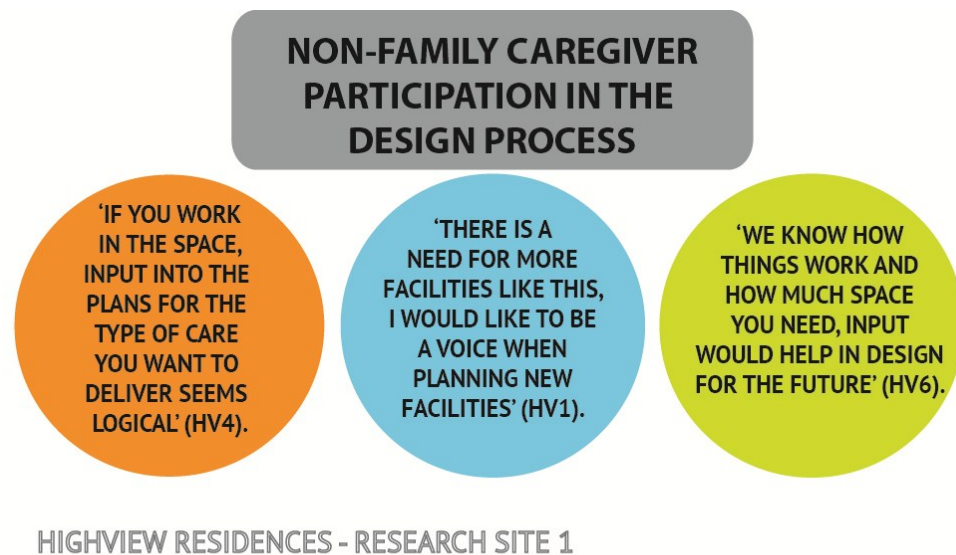 NON-FAMILY CAREGIVER
PARTICIPATION IN THE
DESIGN PROCESS
‘IF YOU WORK
IN THE SPACE,
INPUT INTO THE
PLANS FOR THE
TYPE OF CARE
YOU WANT TO
DELIVER SEEMS
LOGICAL’ (HV4).
‘THERE IS A
NEED FOR MORE
FACILITIES LIKE THIS,
I WOULD LIKE TO BE
A VOICE WHEN
PLANNING NEW
FACILITIES’ (HV1).
‘WE KNOW HOW
THINGS WORK AND
HOW MUCH SPACE
YOU NEED, INPUT
WOULD HELP IN DESIGN
FOR THE FUTURE’ (HV6).
HIGHVIEW RESIDENCES - RESEARCH SITE 1